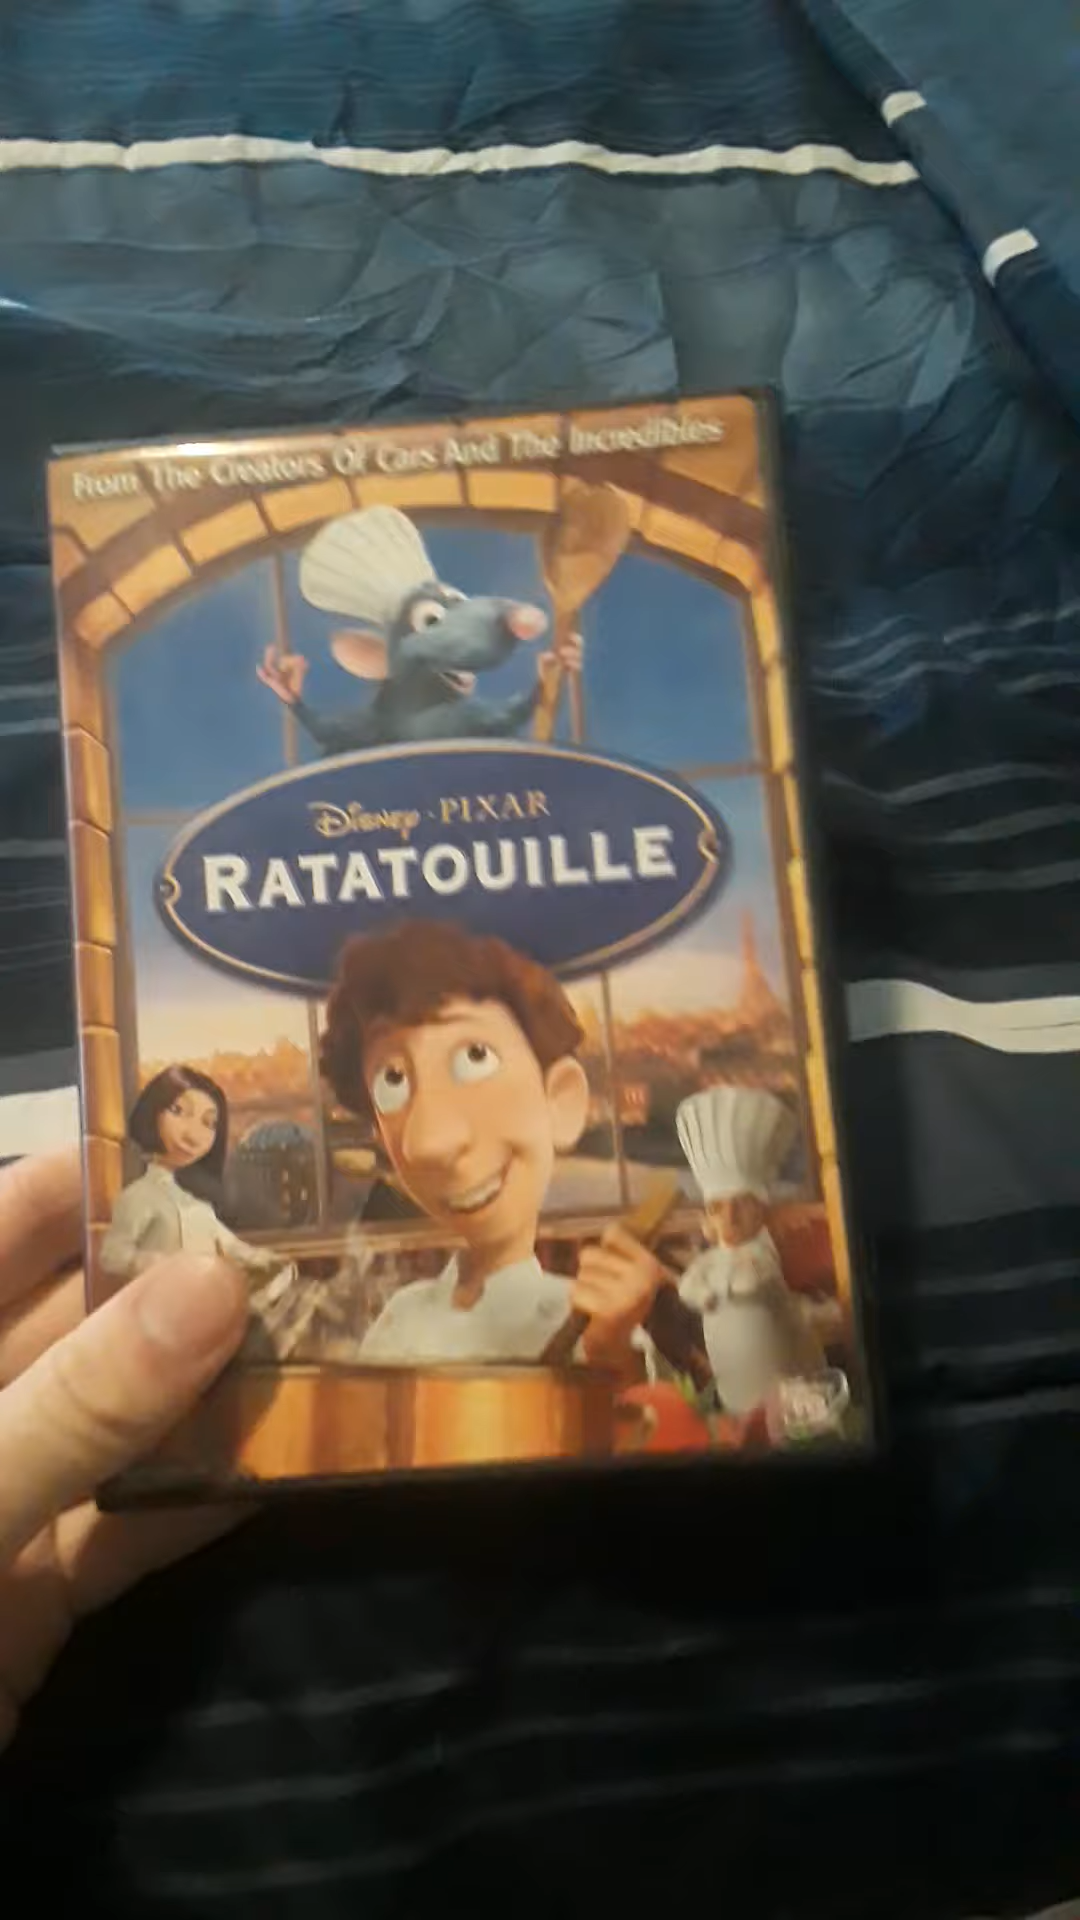 From The Creators Of Cars And The Incredibles
Disney · PIXAR
RATATOUILLE